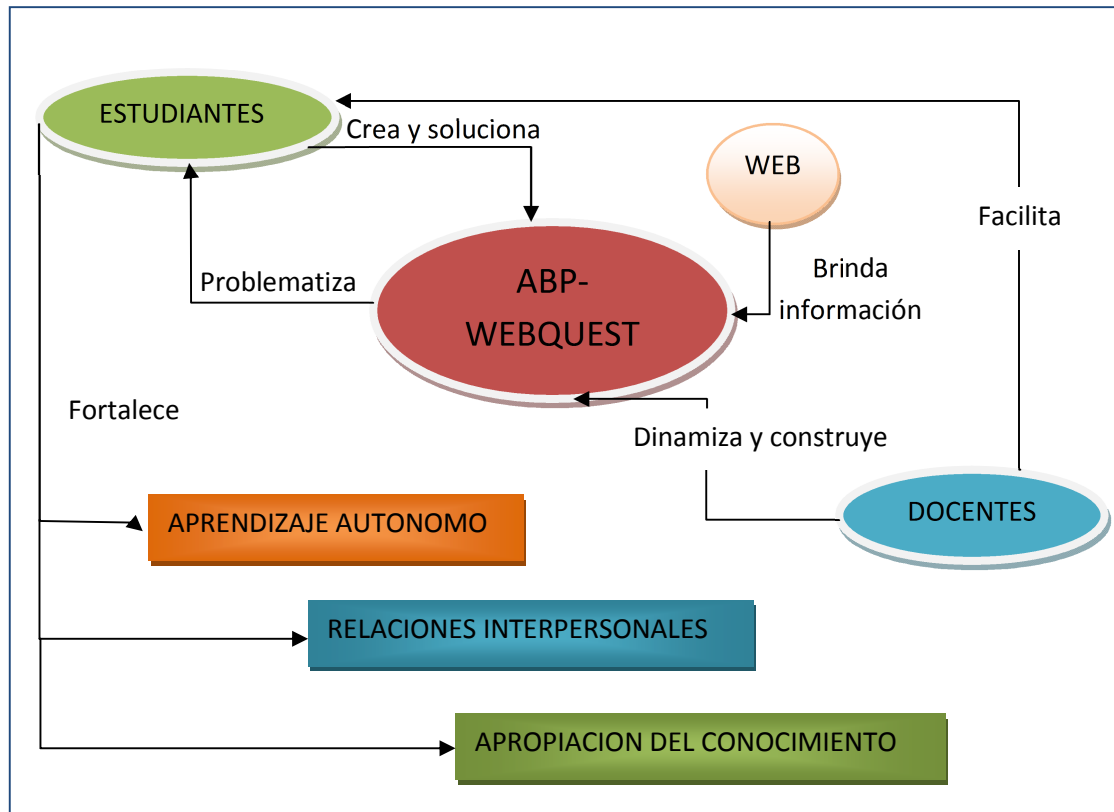 ESTUDIANTES
Crea y soluciona
WEB
Facilita
Problematiza
ABP-
WEBQUEST
Brinda
información
Fortalece
Dinamiza y construye
DOCENTES
APRENDIZAJE AUTONOMO
RELACIONES INTERPERSONALES
APROPIACION DEL CONOCIMIENTO